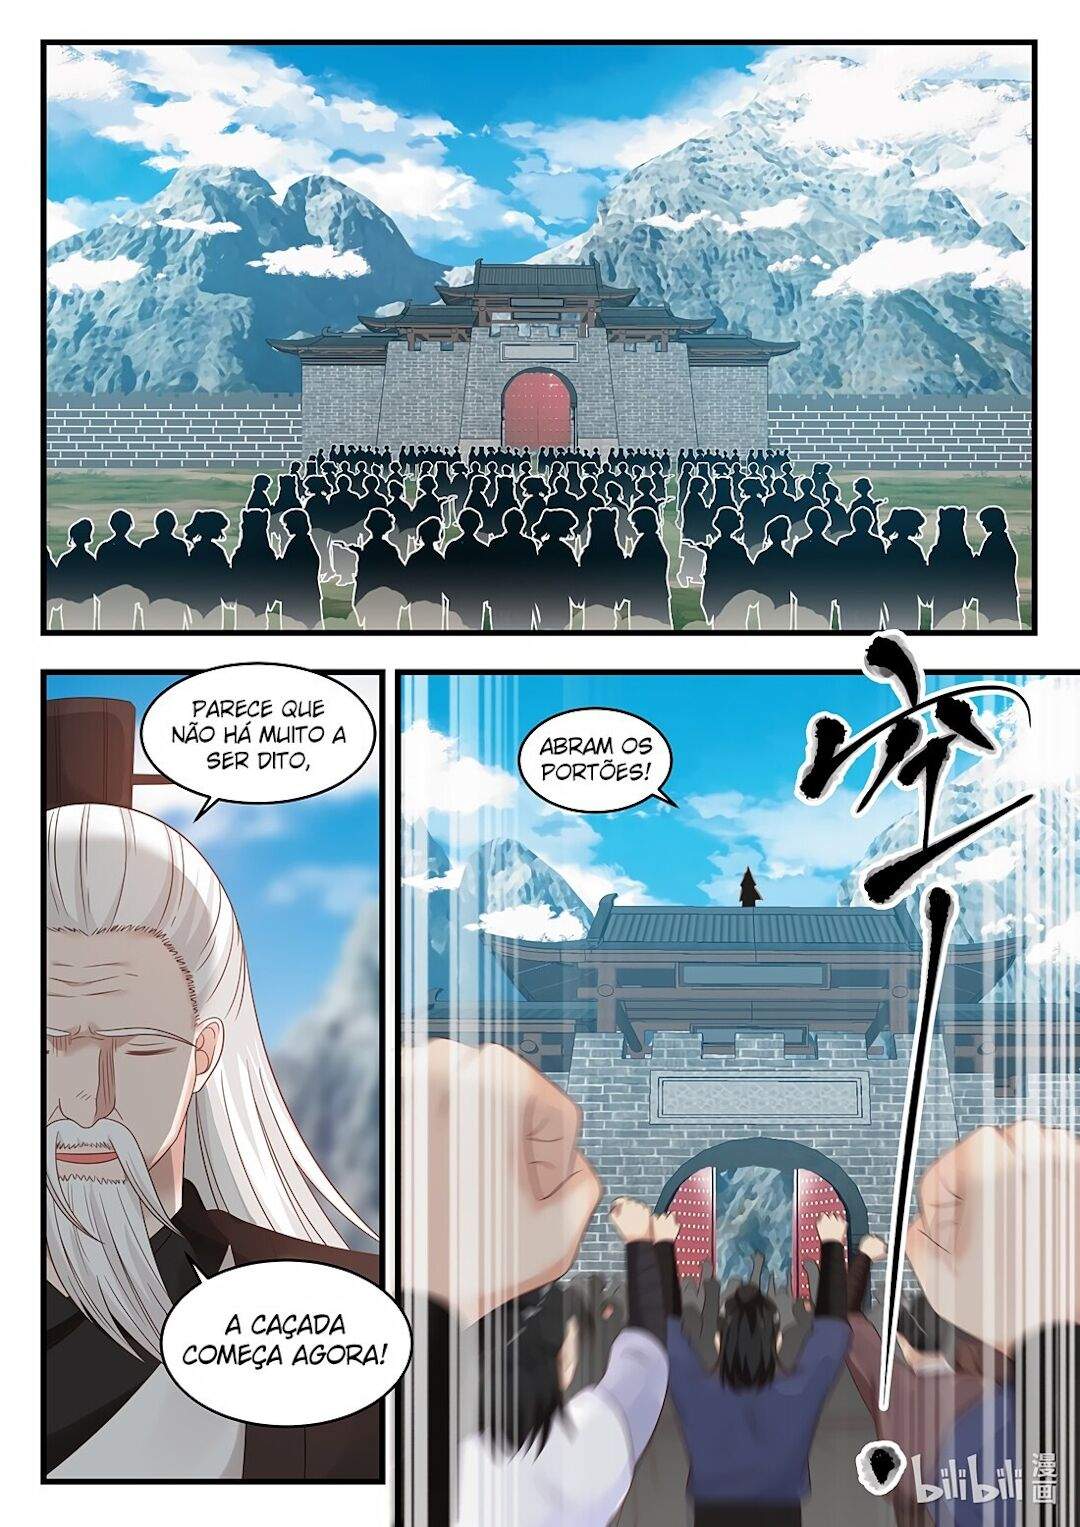 PARECE QUE
NÃO HÁ MUITO A
SER DITO,
A CAÇADA
COMEÇA AGORA!
ABRAM OS
PORTÕES!
bilibili
漫画